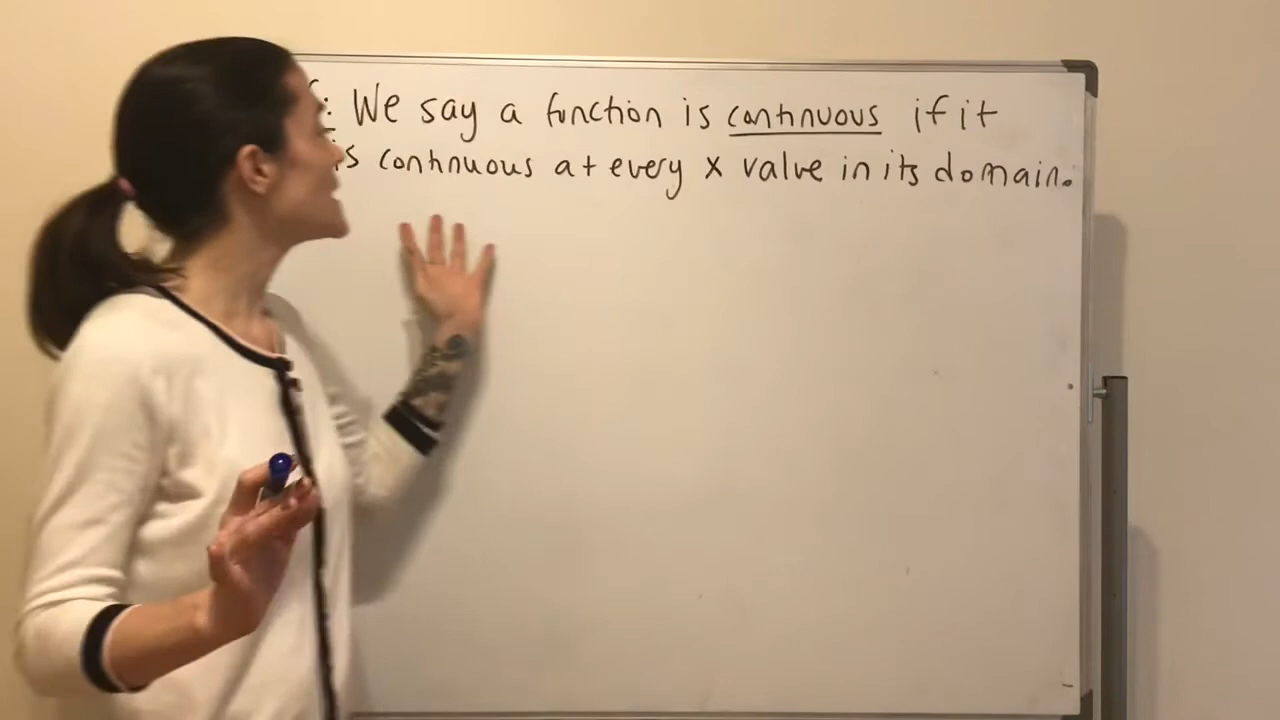 We say a function is continuous if it
is continuous at every x value in its domain.